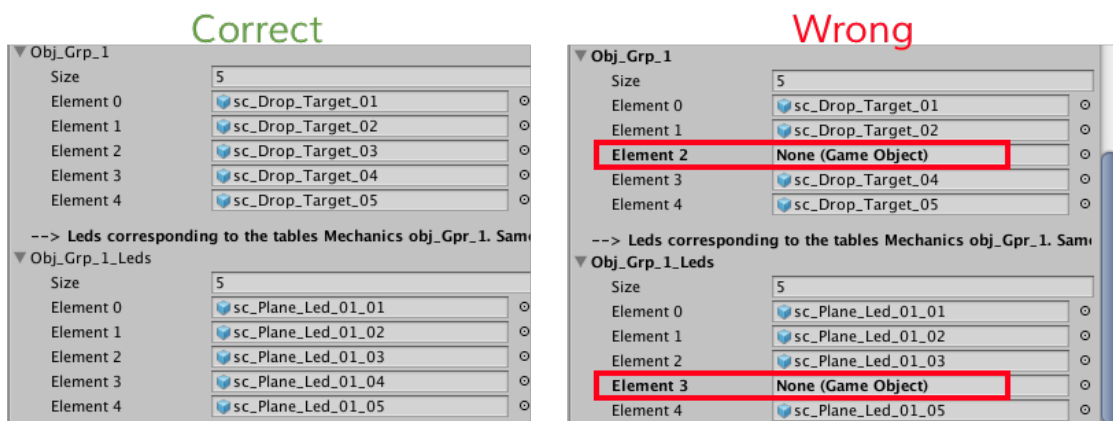 Correct
Obj_Grp_1
Size 5
Element 0 sc_Drop_Target_01
Element 1 sc_Drop_Target_02
Element 2 sc_Drop_Target_03
Element 3 sc_Drop_Target_04
Element 4 sc_Drop_Target_05
--> Leds corresponding to the tables Mechanics obj_Gpr_1. Same
Obj_Grp_1_Leds
Size 5
Element 0 sc_Plane_Led_01_01
Element 1 sc_Plane_Led_01_02
Element 2 sc_Plane_Led_01_03
Element 3 sc_Plane_Led_01_04
Element 4 sc_Plane_Led_01_05
Wrong
Obj_Grp_1
Size 5
Element 0 sc_Drop_Target_01
Element 1 sc_Drop_Target_02
Element 2 None (Game Object)
Element 3 sc_Drop_Target_04
Element 4 sc_Drop_Target_05
--> Leds corresponding to the tables Mechanics obj_Gpr_1. Same
Obj_Grp_1_Leds
Size 5
Element 0 sc_Plane_Led_01_01
Element 1 sc_Plane_Led_01_02
Element 2 sc_Plane_Led_01_03
Element 3 None (Game Object)
Element 4 sc_Plane_Led_01_05